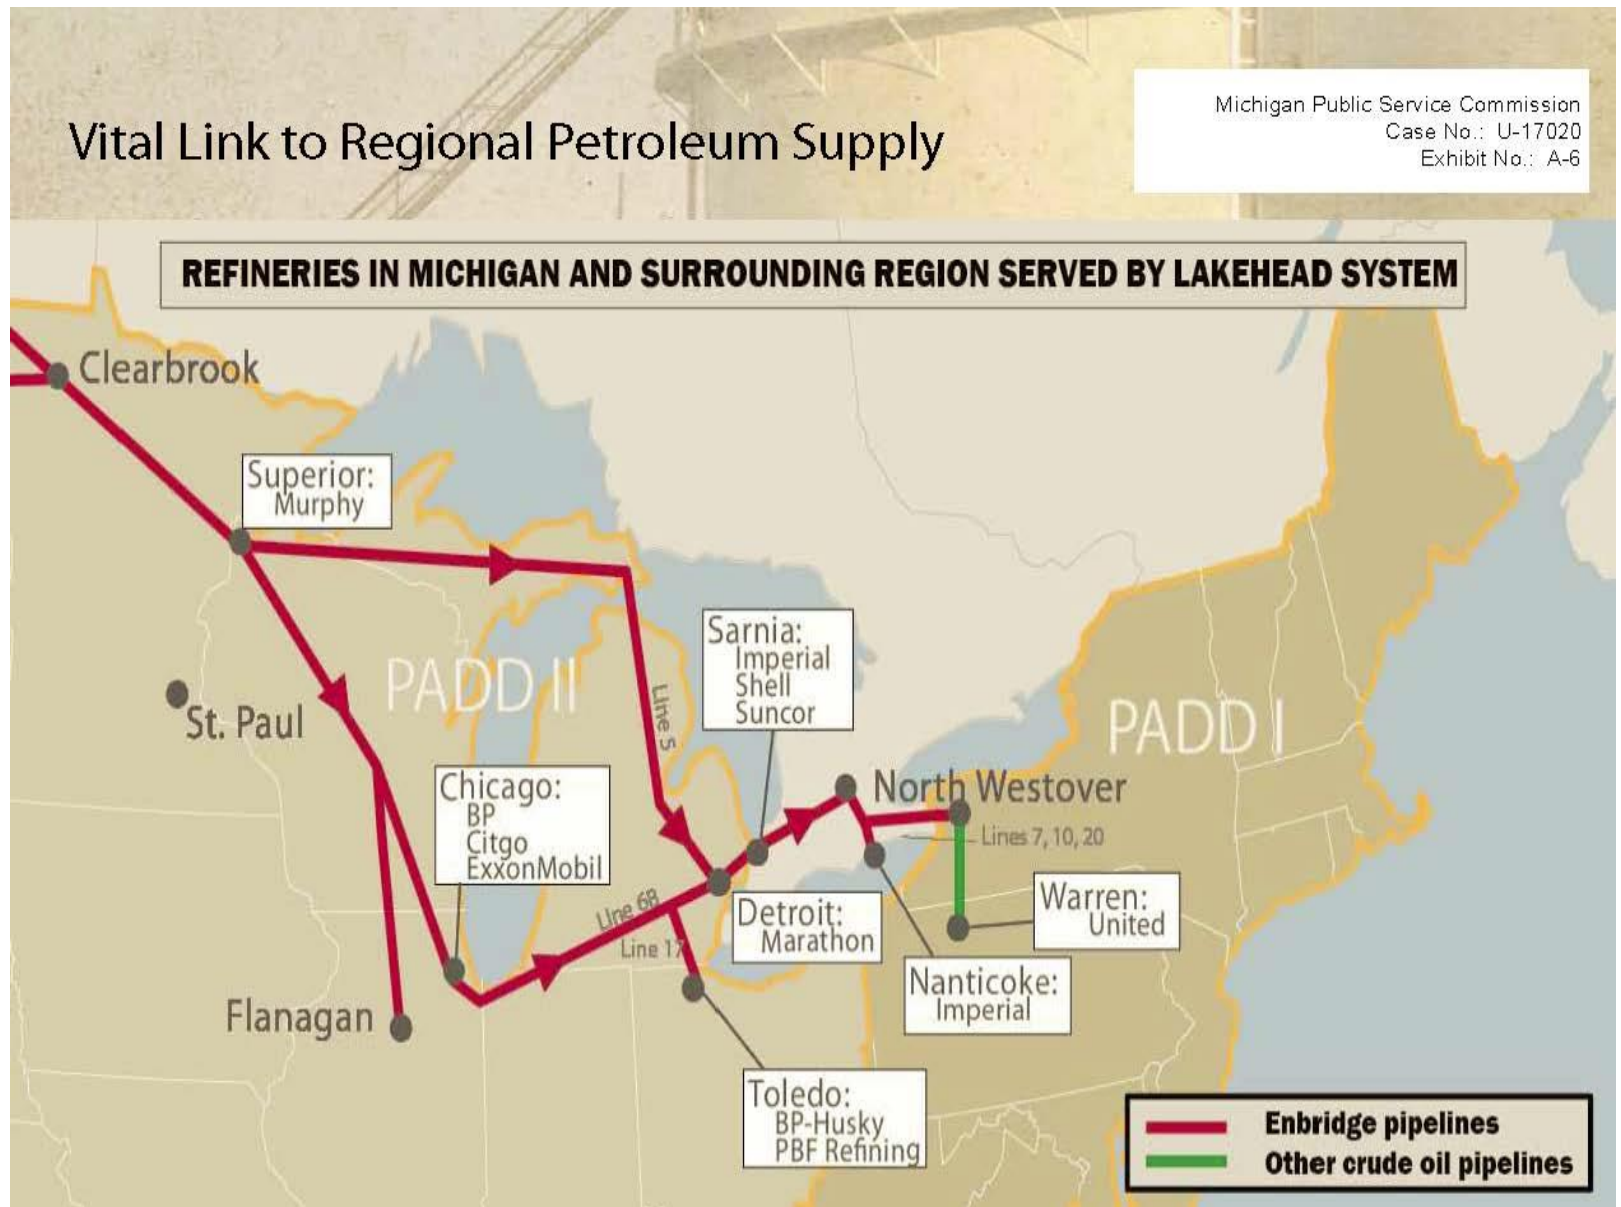 Vital Link to Regional Petroleum Supply
Michigan Public Service Commission
Case No.: U-17020
Exhibit No.: A-6
REFINERIES IN MICHIGAN AND SURROUNDING REGION SERVED BY LAKEHEAD SYSTEM
Clearbrook
Superior:
Murphy
St. Paul
PADD II
Line 5
Sarnia:
Imperial
Shell
Suncor
PADD I
Chicago:
BP
Citgo
ExxonMobil
North Westover
Lines 7, 10, 20
Line 6B
Line 17
Detroit:
Marathon
Warren:
United
Nanticoke:
Imperial
Flanagan
Toledo:
BP-Husky
PBF Refining
Enbridge pipelines
Other crude oil pipelines